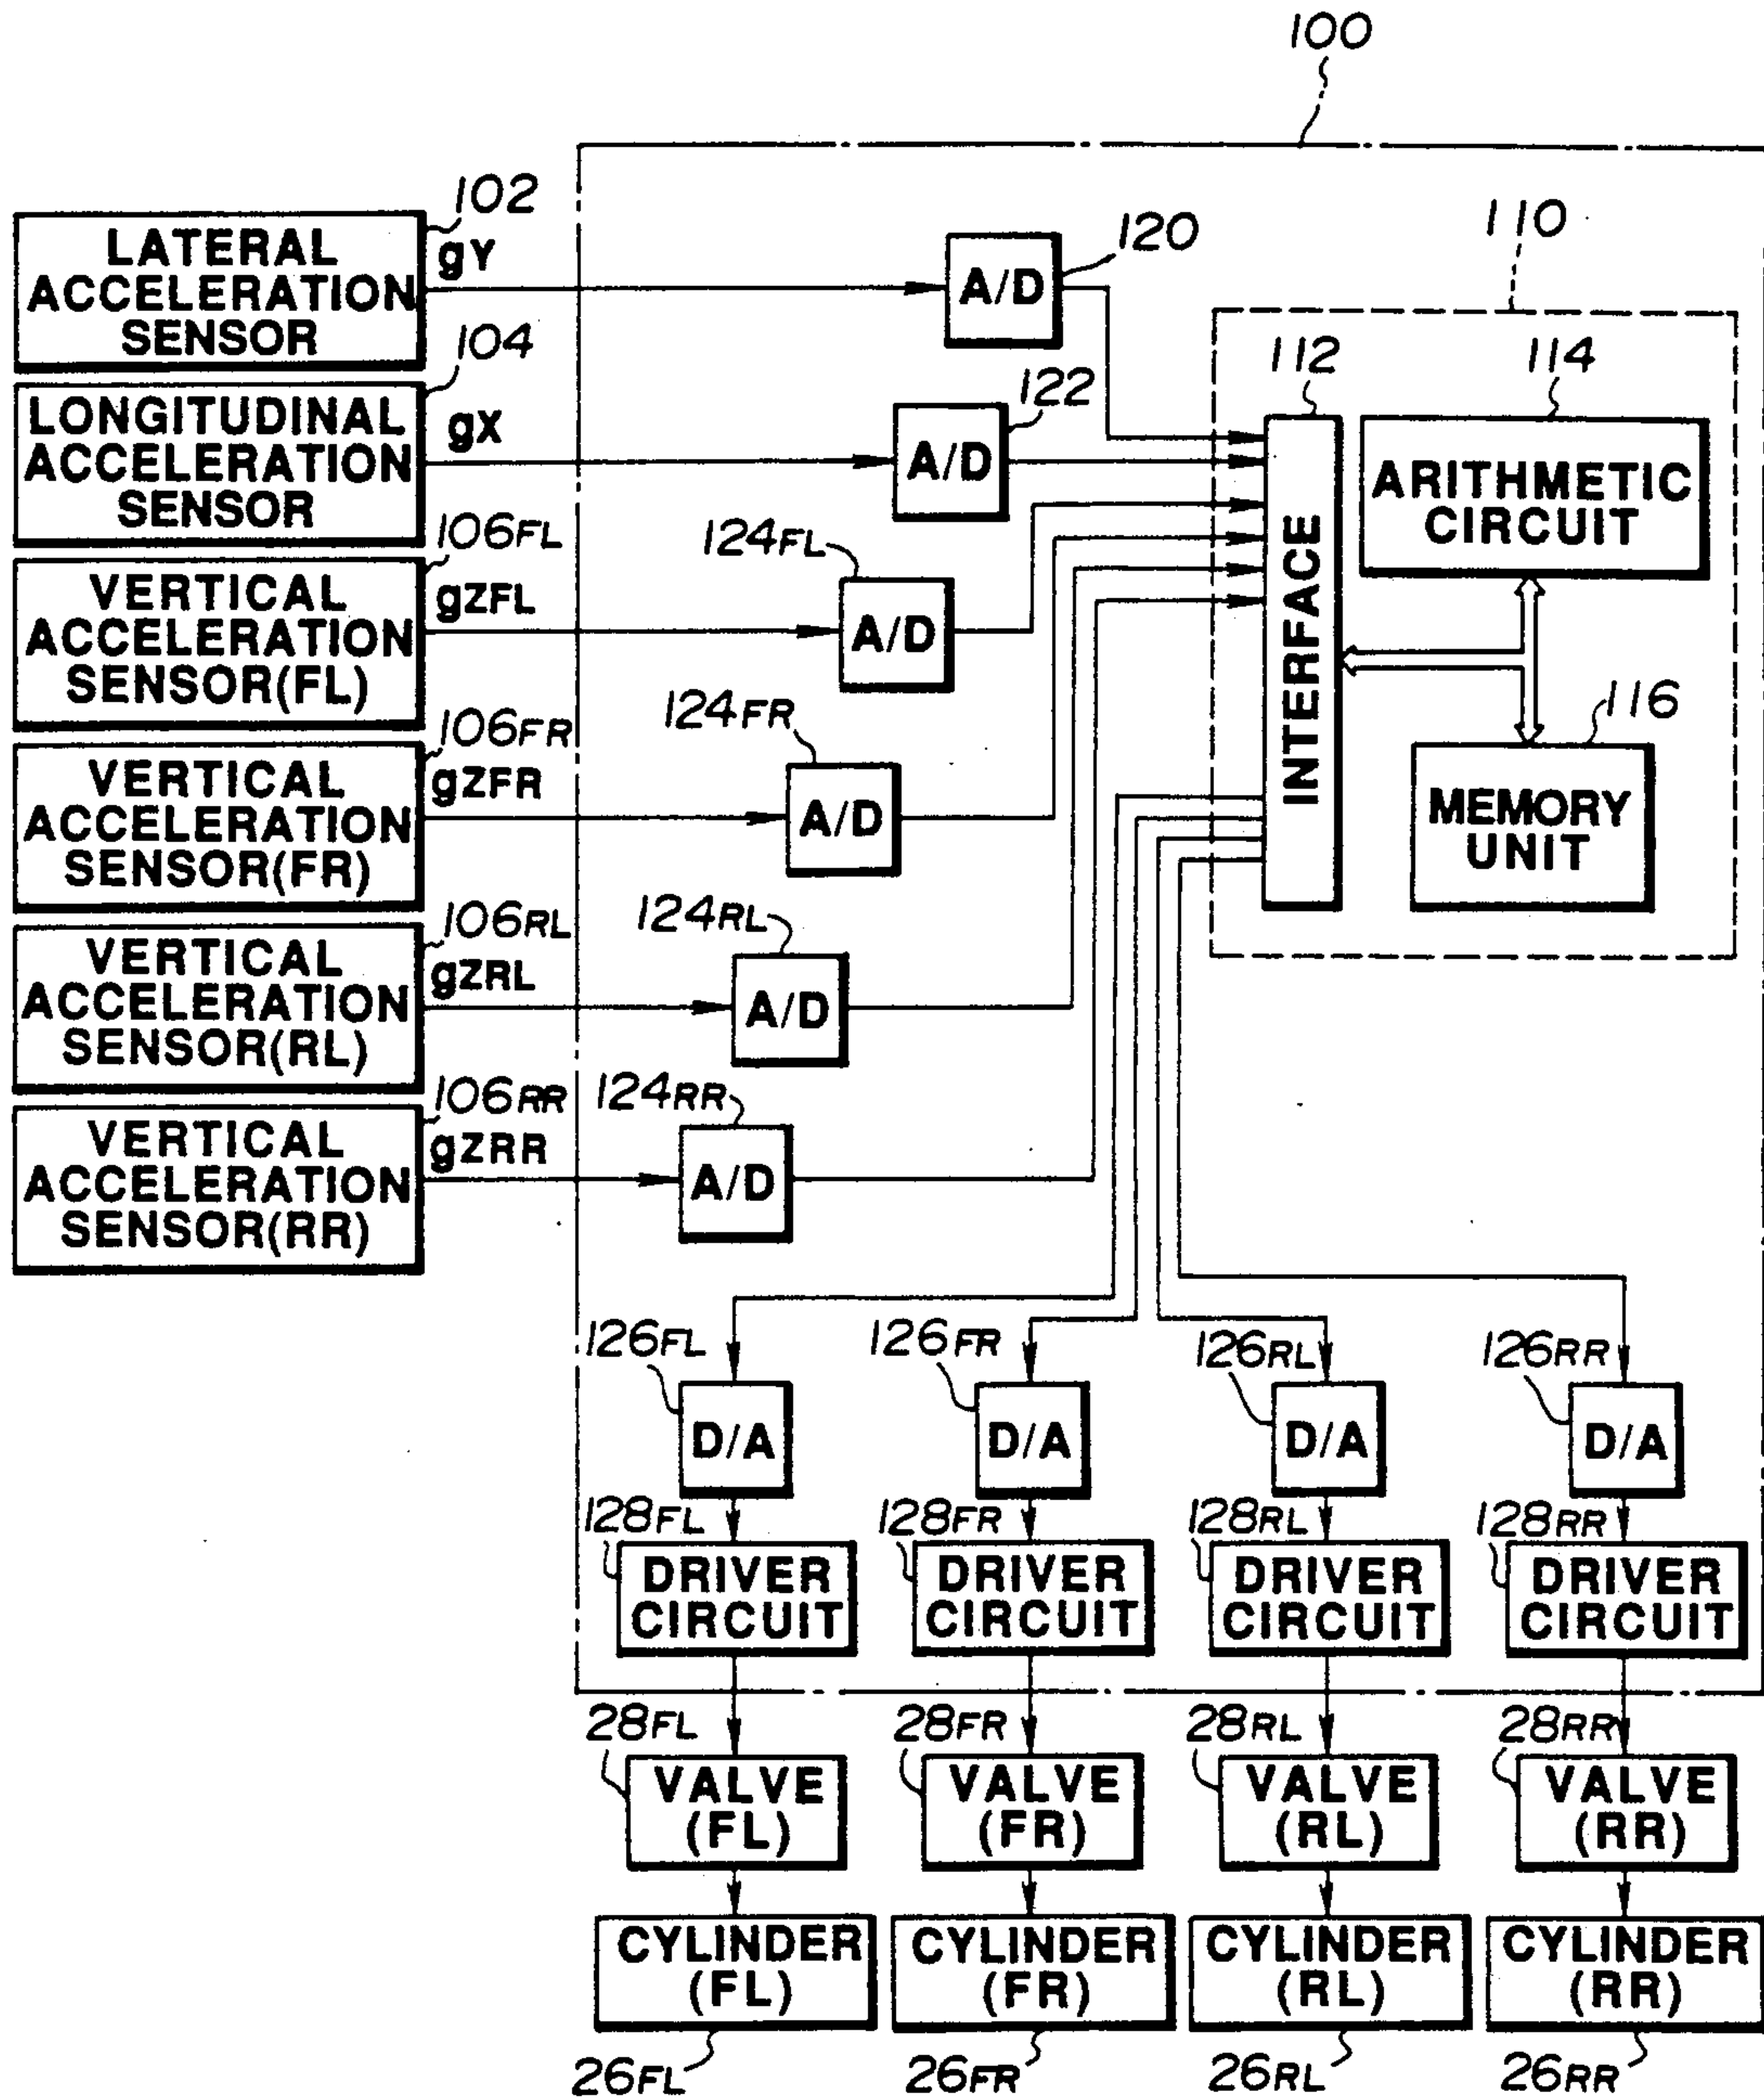 100
102
LATERAL
ACCELERATION
SENSOR
gY
120
A/D
110
104
LONGITUDINAL
ACCELERATION
SENSOR
gX
122
A/D
112
INTERFACE
114
ARITHMETIC
CIRCUIT
116
MEMORY
UNIT
106FL
VERTICAL
ACCELERATION
SENSOR(FL)
gZFL
124FL
A/D
106FR
VERTICAL
ACCELERATION
SENSOR(FR)
gZFR
124FR
A/D
106RL
VERTICAL
ACCELERATION
SENSOR(RL)
gZRL
124RL
A/D
106RR
VERTICAL
ACCELERATION
SENSOR(RR)
gZRR
124RR
A/D
126FL
126FR
126RL
126RR
D/A
D/A
D/A
D/A
128FL
128FR
128RL
128RR
DRIVER
CIRCUIT
DRIVER
CIRCUIT
DRIVER
CIRCUIT
DRIVER
CIRCUIT
28FL
28FR
28RL
28RR
VALVE
(FL)
VALVE
(FR)
VALVE
(RL)
VALVE
(RR)
CYLINDER
(FL)
CYLINDER
(FR)
CYLINDER
(RL)
CYLINDER
(RR)
26FL
26FR
26RL
26RR